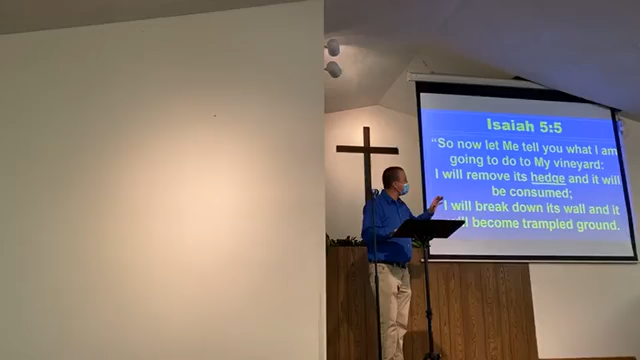 Isaiah 5:5
"So now let Me tell you what I am
going to do to My vineyard:
I will remove its hedge and it will
be consumed;
I will break down its wall and it
will become trampled ground.